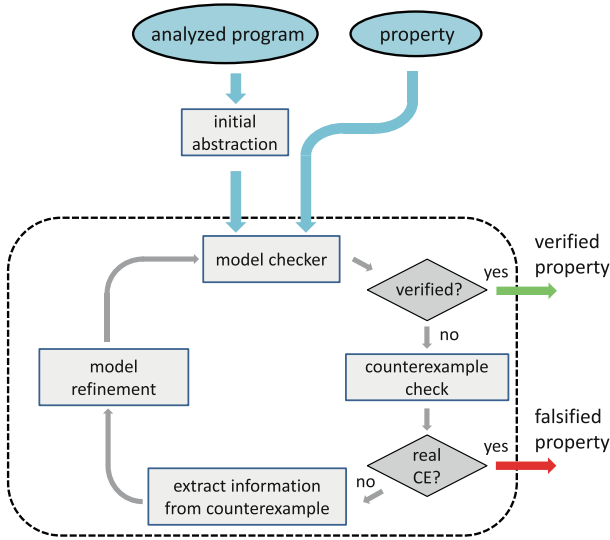 analyzed program
property
initial
abstraction
model checker
verified?
yes
verified
property
no
model
refinement
counterexample
check
real
CE?
yes
falsified
property
no
extract information
from counterexample